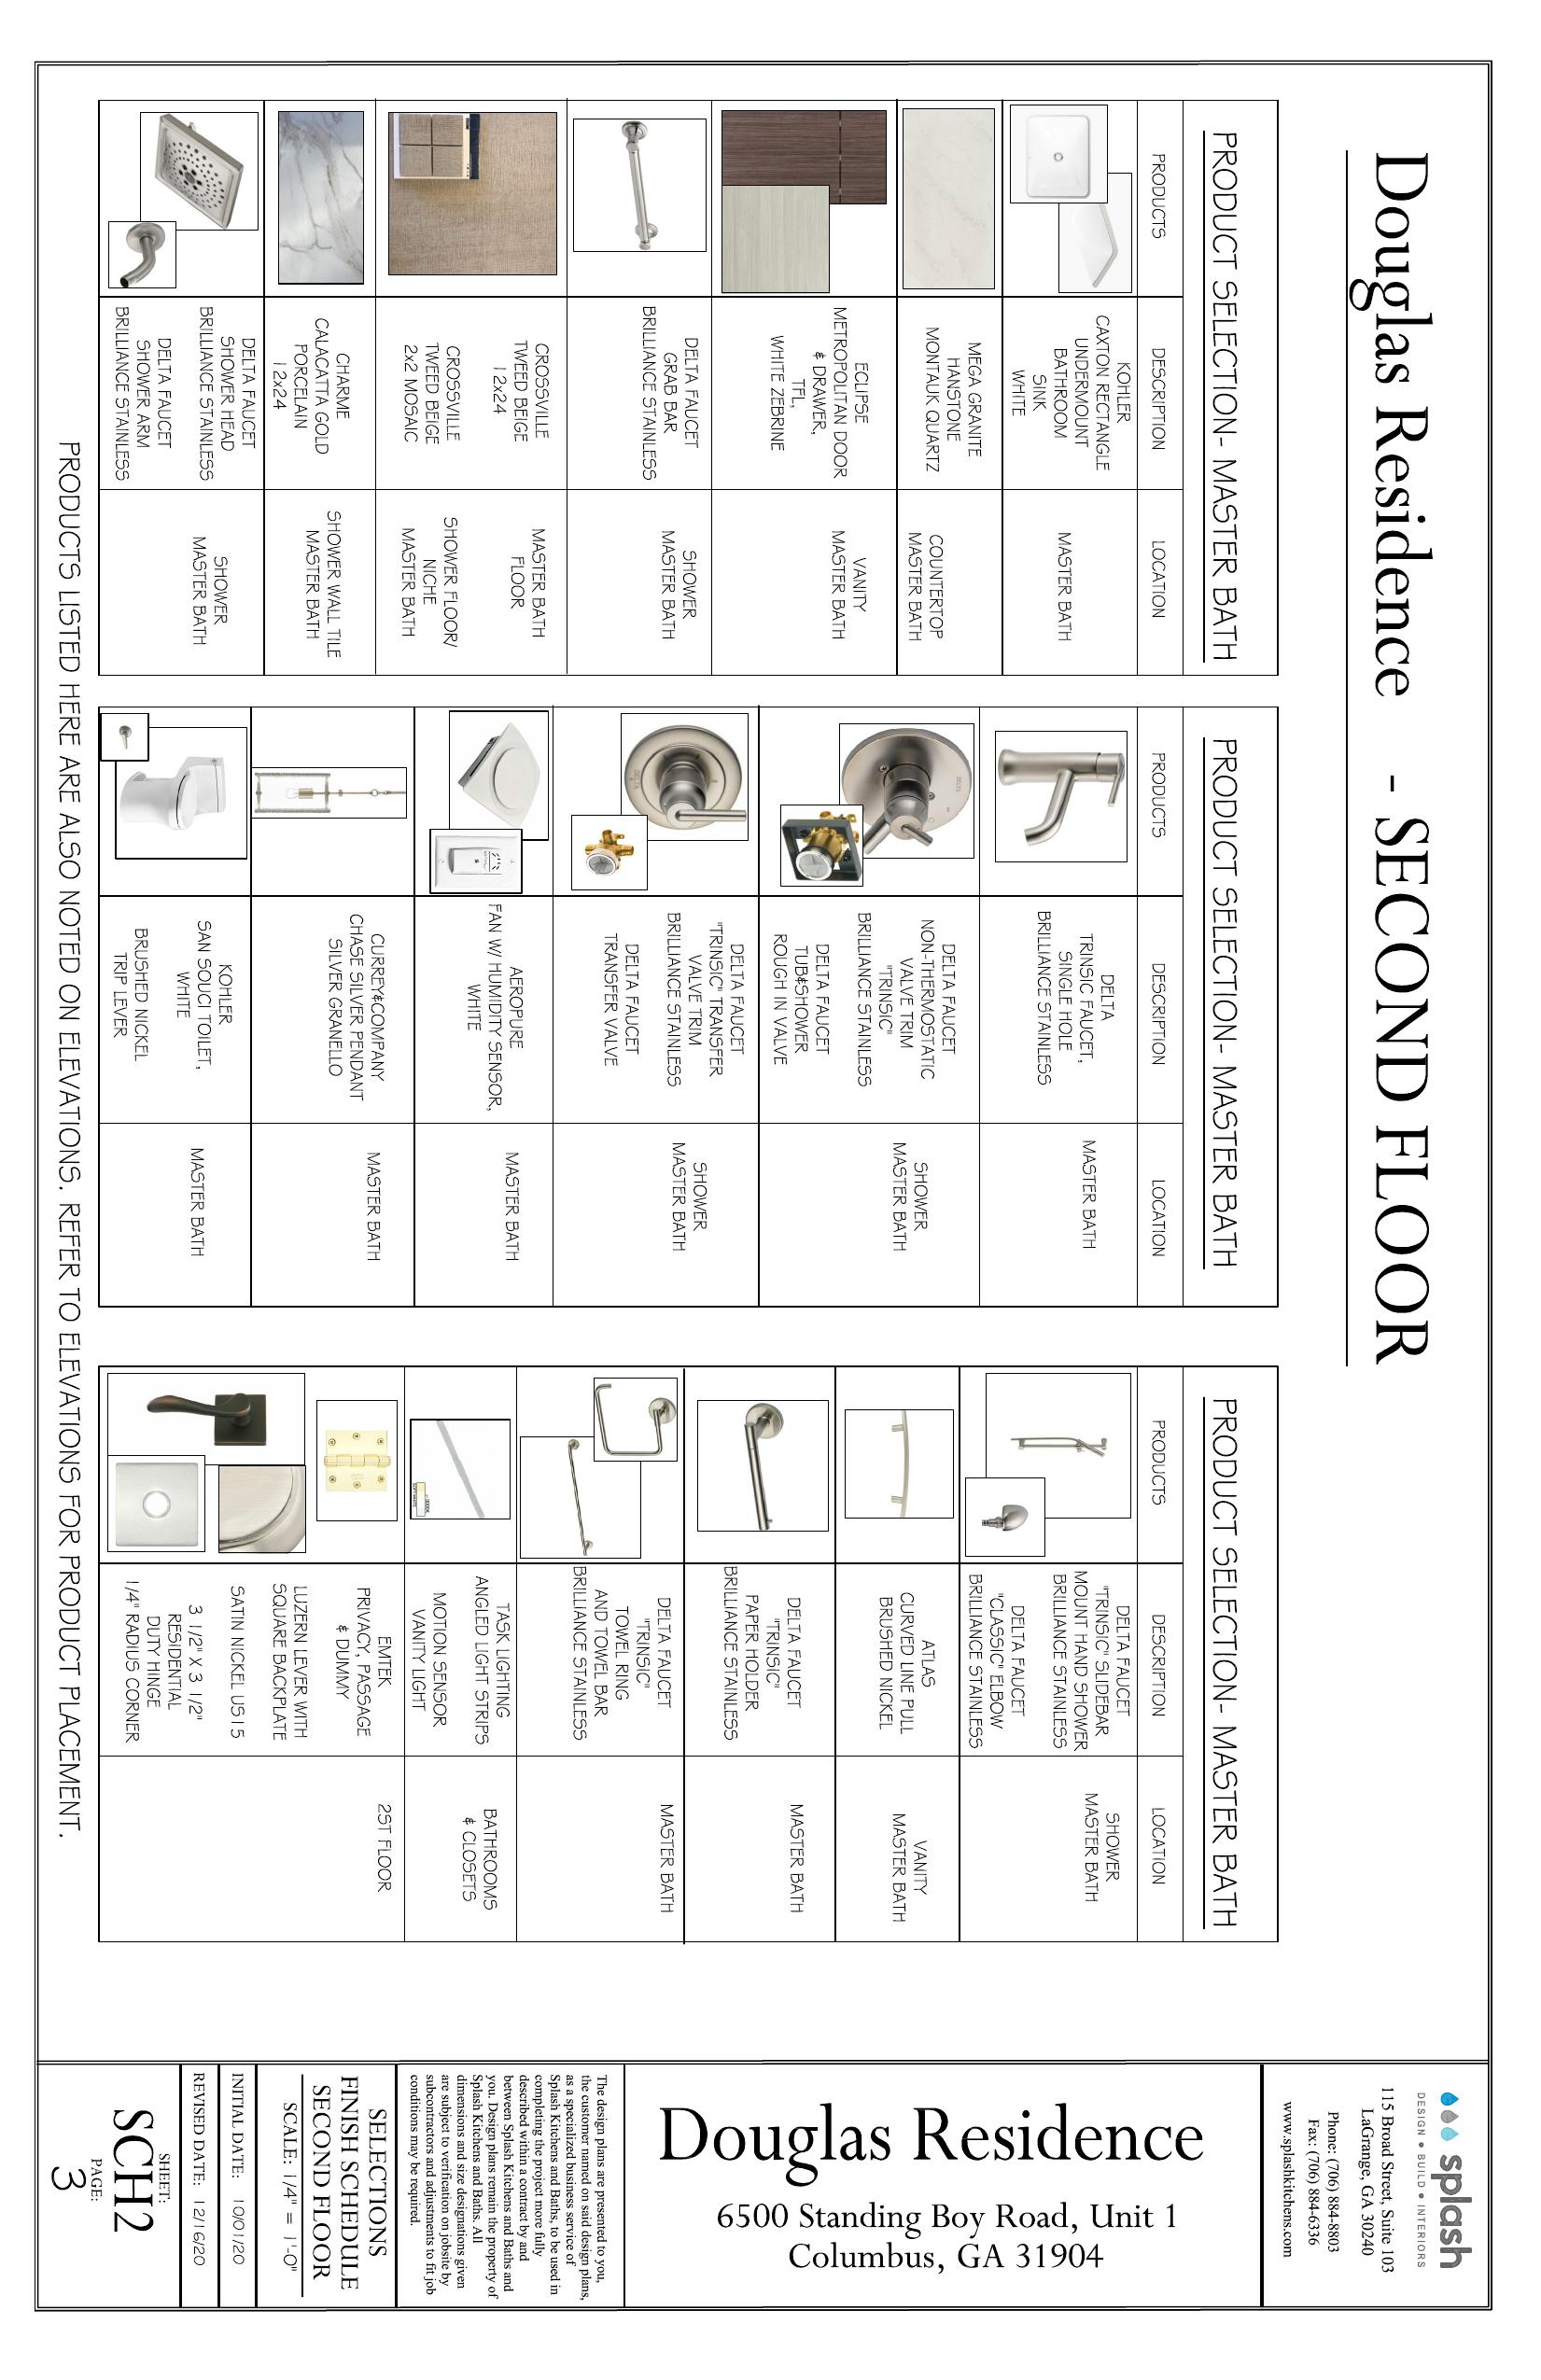 Douglas Residence - SECOND FLOOR
PRODUCT SELECTION- MASTER BATH
PRODUCTS
DESCRIPTION
LOCATION
KOHLER
CAXTON RECTANGLE
UNDERMOUNT
BATHROOM
SINK
WHITE
MASTER BATH
MEGA GRANITE
HANSTONE
MONTAUK QUARTZ
COUNTERTOP
MASTER BATH
ECLIPSE
METROPOLITAN DOOR
& DRAWER,
TFL,
WHITE ZEBRINE
VANITY
MASTER BATH
DELTA FAUCET
GRAB BAR
BRILLIANCE STAINLESS
SHOWER
MASTER BATH
CROSSVILLE
TWEED BEIGE
12x24
MASTER BATH
FLOOR
CROSSVILLE
TWEED BEIGE
2x2 MOSAIC
SHOWER FLOOR/
NICHE
MASTER BATH
CHARME
CALACATTA GOLD
PORCELAIN
12x24
SHOWER WALL TILE
MASTER BATH
DELTA FAUCET
SHOWER HEAD
BRILLIANCE STAINLESS
DELTA FAUCET
SHOWER ARM
BRILLIANCE STAINLESS
SHOWER
MASTER BATH
PRODUCT SELECTION- MASTER BATH
PRODUCTS
DESCRIPTION
LOCATION
DELTA
TRINSIC FAUCET,
SINGLE HOLE
BRILLIANCE STAINLESS
MASTER BATH
DELTA FAUCET
NON-THERMOSTATIC
VALVE TRIM
"TRINSIC"
BRILLIANCE STAINLESS
DELTA FAUCET
TUB&SHOWER
ROUGH IN VALVE
SHOWER
MASTER BATH
DELTA FAUCET
"TRINSIC" TRANSFER
VALVE TRIM
BRILLIANCE STAINLESS
DELTA FAUCET
TRANSFER VALVE
SHOWER
MASTER BATH
AEROPURE
FAN W/ HUMIDITY SENSOR,
WHITE
MASTER BATH
CURREY&COMPANY
CHASE SILVER PENDANT
SILVER GRANELLO
MASTER BATH
KOHLER
SAN SOUCI TOILET,
WHITE
BRUSHED NICKEL
TRIP LEVER
MASTER BATH
PRODUCT SELECTION- MASTER BATH
PRODUCTS
DESCRIPTION
LOCATION
DELTA FAUCET
"TRINSIC" SLIDEBAR
MOUNT HAND SHOWER
BRILLIANCE STAINLESS
DELTA FAUCET
"CLASSIC" ELBOW
BRILLIANCE STAINLESS
SHOWER
MASTER BATH
ATLAS
CURVED LINE PULL
BRUSHED NICKEL
VANITY
MASTER BATH
DELTA FAUCET
"TRINSIC"
PAPER HOLDER
BRILLIANCE STAINLESS
MASTER BATH
DELTA FAUCET
"TRINSIC"
TOWEL RING
AND TOWEL BAR
BRILLIANCE STAINLESS
MASTER BATH
TASK LIGHTING
ANGLED LIGHT STRIPS
MOTION SENSOR
VANITY LIGHT
BATHROOMS
& CLOSETS
EMTEK
PRIVACY, PASSAGE
& DUMMY
LUZERN LEVER WITH
SQUARE BACKPLATE
SATIN NICKEL US15
3 1/2" X 3 1/2"
RESIDENTIAL
DUTY HINGE
1/4" RADIUS CORNER
2ST FLOOR
PRODUCTS LISTED HERE ARE ALSO NOTED ON ELEVATIONS. REFER TO ELEVATIONS FOR PRODUCT PLACEMENT.
splash
DESIGN • BUILD • INTERIORS
115 Broad Street, Suite 103
LaGrange, GA 30240
Phone: (706) 884-8803
Fax: (706) 884-6336
www.splashkitchens.com
Douglas Residence
6500 Standing Boy Road, Unit 1
Columbus, GA 31904
The design plans are presented to you,
the customer named on said design plans,
as a specialized business service of
Splash Kitchens and Baths, to be used in
completing the project more fully
described within a contract by and
between Splash Kitchens and Baths and
you. Design plans remain the property of
Splash Kitchens and Baths. All
dimensions and size designations given
are subject to verification on jobsite by
subcontractors and adjustments to fit job
conditions may be required.
SELECTIONS
FINISH SCHEDULE
SECOND FLOOR
SCALE: 1/4" = 1'-0"
INITIAL DATE: 10/01/20
REVISED DATE: 12/16/20
SHEET:
SCH2
PAGE:
3